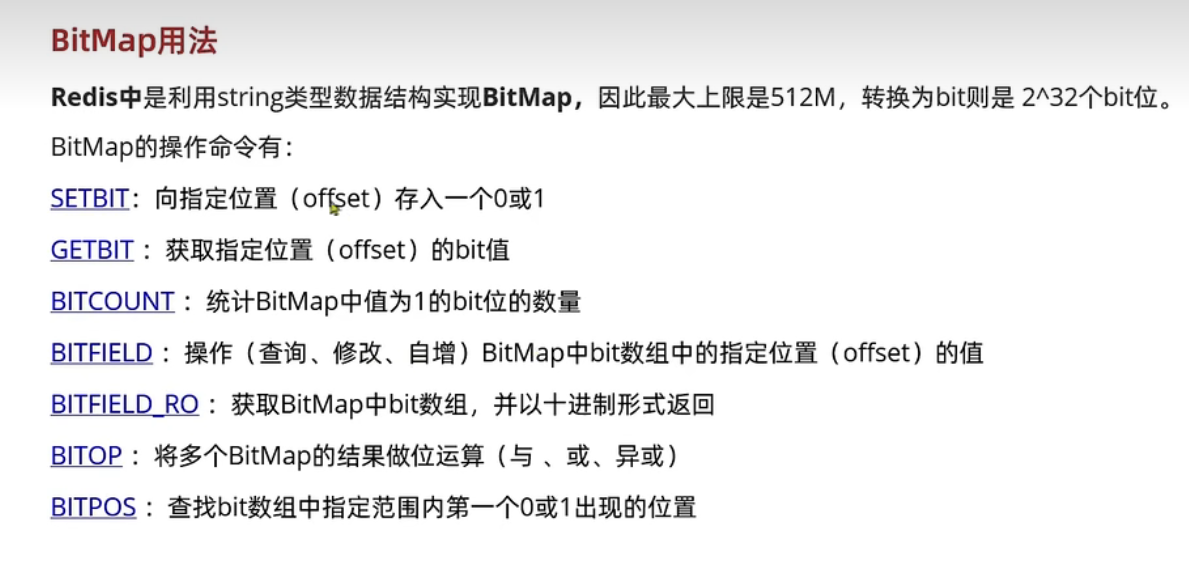 BitMap用法
Redis中是利用string类型数据结构实现BitMap，因此最大上限是512M，转换为bit则是 2^32个bit位。
BitMap的操作命令有：
SETBIT：向指定位置（offset）存入一个0或1
GETBIT ：获取指定位置（offset）的bit值
BITCOUNT ：统计BitMap中值为1的bit位的数量
BITFIELD ：操作（查询、修改、自增）BitMap中bit数组中的指定位置（offset）的值
BITFIELD_RO ：获取BitMap中bit数组，并以十进制形式返回
BITOP ：将多个BitMap的结果做位运算（与 、或、异或）
BITPOS ：查找bit数组中指定范围内第一个0或1出现的位置